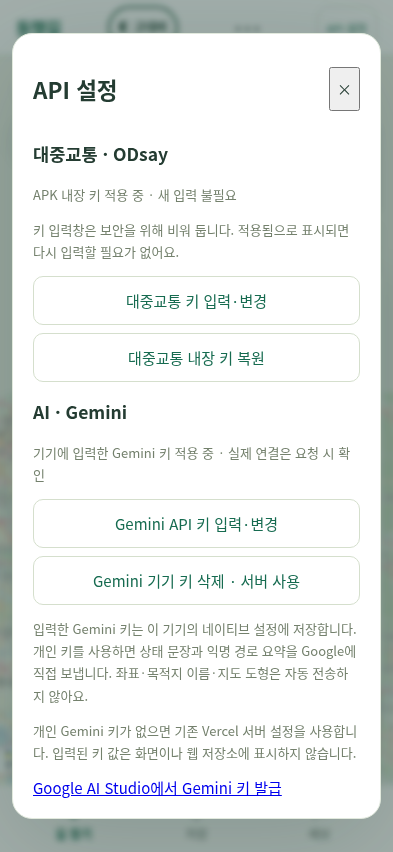 API 설정
×
대중교통 · ODsay
APK 내장 키 적용 중 · 새 입력 불필요
키 입력창은 보안을 위해 비워 둡니다. 적용됨으로 표시되면
다시 입력할 필요가 없어요.
대중교통 키 입력·변경
대중교통 내장 키 복원
AI · Gemini
기기에 입력한 Gemini 키 적용 중 · 실제 연결은 요청 시 확
인
Gemini API 키 입력·변경
Gemini 기기 키 삭제 · 서버 사용
입력한 Gemini 키는 이 기기의 네이티브 설정에 저장합니다.
개인 키를 사용하면 상태 문장과 익명 경로 요약을 Google에
직접 보냅니다. 좌표·목적지 이름·지도 도형은 자동 전송하
지 않아요.
개인 Gemini 키가 없으면 기존 Vercel 서버 설정을 사용합니
다. 입력된 키 값은 화면이나 웹 저장소에 표시하지 않습니다.
Google AI Studio에서 Gemini 키 발급